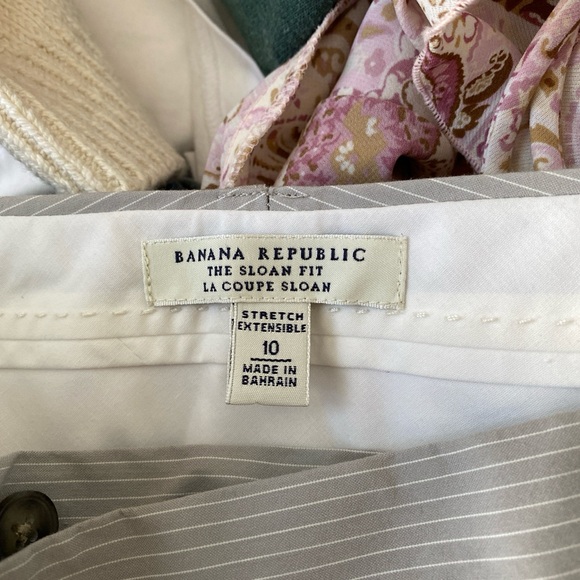 BANANA REPUBLIC
THE SLOAN FIT
LA COUPE SLOAN
STRETCH
EXTENSIBLE
10
MADE IN
BAHRAIN